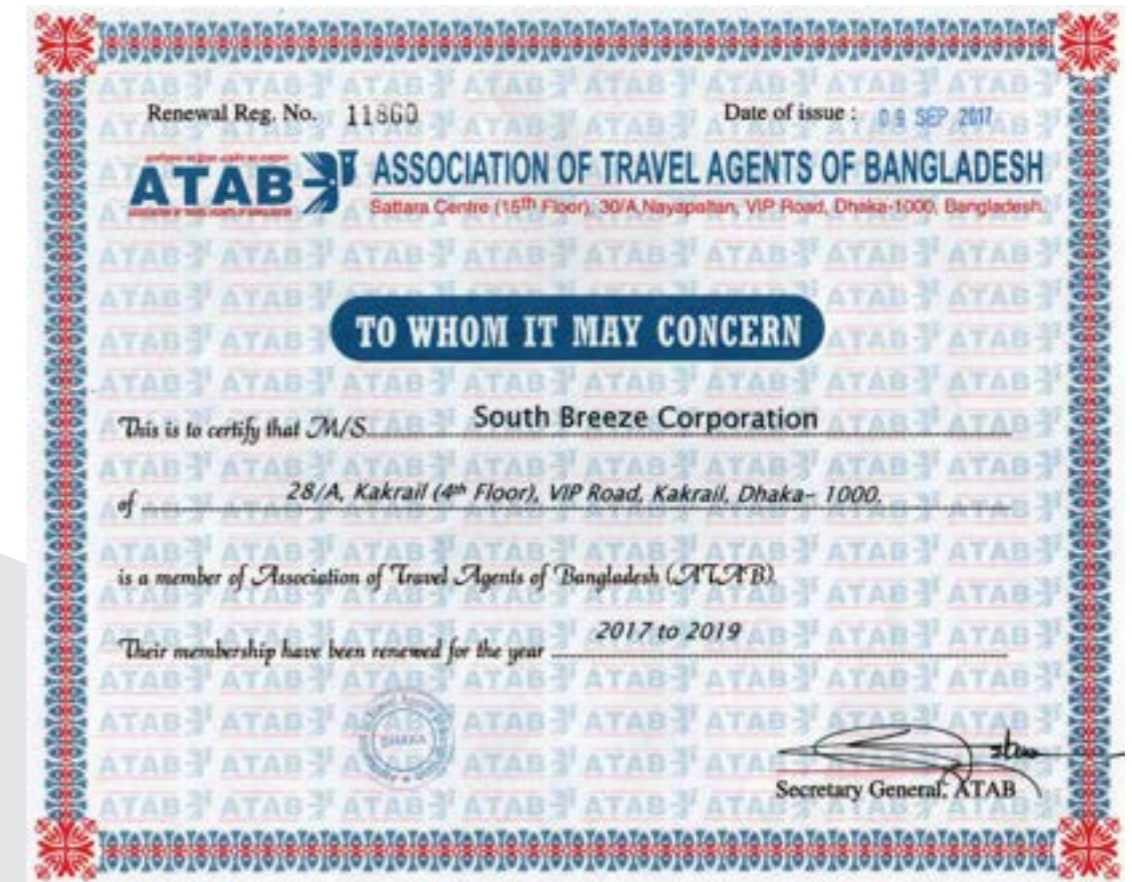 Renewal Reg. No. 11860
Date of issue : 09 SEP 2017
ATAB
ASSOCIATION OF TRAVEL AGENTS OF BANGLADESH
Sattara Centre (15th Floor), 30/A, Nayapaltan, VIP Road, Dhaka-1000, Bangladesh.
TO WHOM IT MAY CONCERN
This is to certify that M/S. South Breeze Corporation
of 28/A, Kakrail (4th Floor), VIP Road, Kakrail, Dhaka- 1000.
is a member of Association of Travel Agents of Bangladesh (ATAB).
Their membership have been renewed for the year 2017 to 2019
DHAKA
Secretary General, ATAB